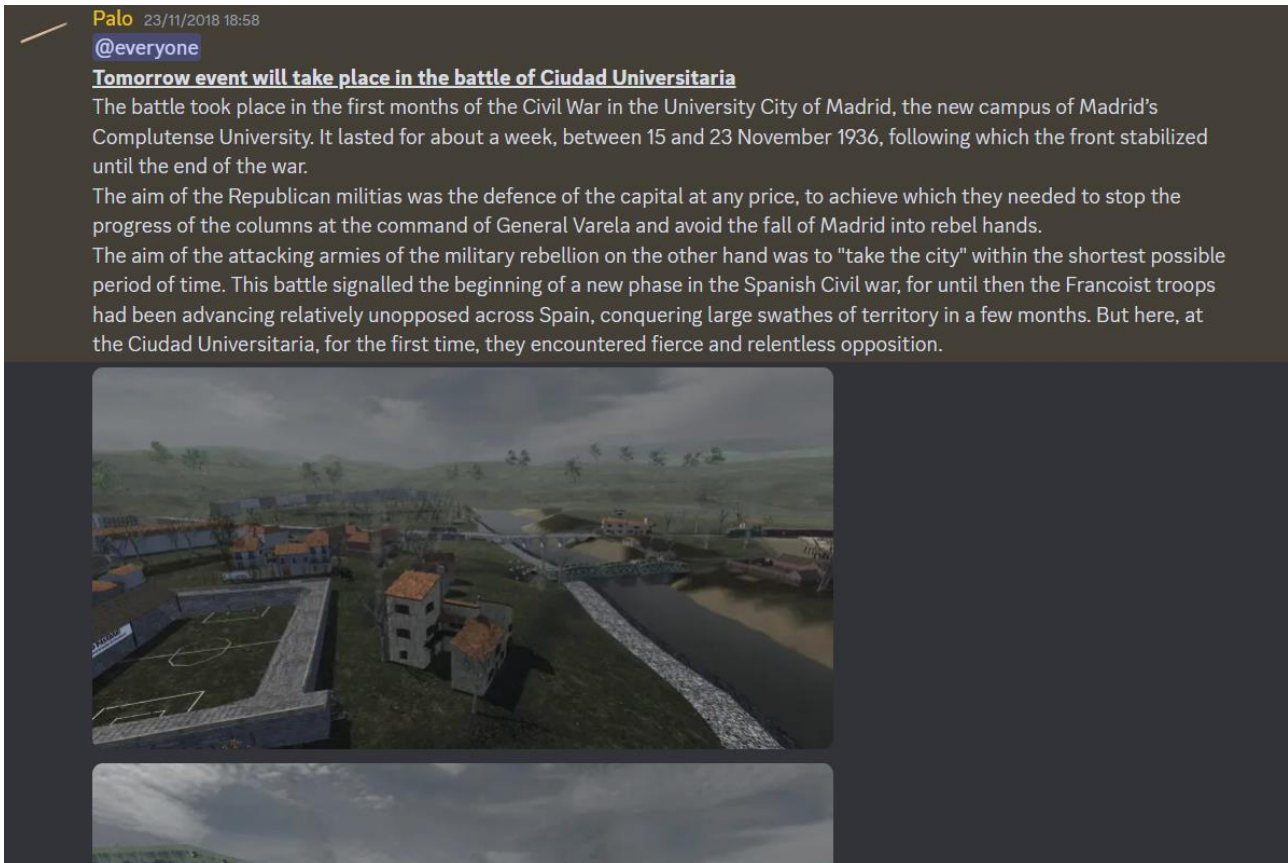 Palo 23/11/2018 18:58
@everyone
Tomorrow event will take place in the battle of Ciudad Universitaria
The battle took place in the first months of the Civil War in the University City of Madrid, the new campus of Madrid’s
Complutense University. It lasted for about a week, between 15 and 23 November 1936, following which the front stabilized
until the end of the war.
The aim of the Republican militias was the defence of the capital at any price, to achieve which they needed to stop the
progress of the columns at the command of General Varela and avoid the fall of Madrid into rebel hands.
The aim of the attacking armies of the military rebellion on the other hand was to "take the city" within the shortest possible
period of time. This battle signalled the beginning of a new phase in the Spanish Civil war, for until then the Francoist troops
had been advancing relatively unopposed across Spain, conquering large swathes of territory in a few months. But here, at
the Ciudad Universitaria, for the first time, they encountered fierce and relentless opposition.